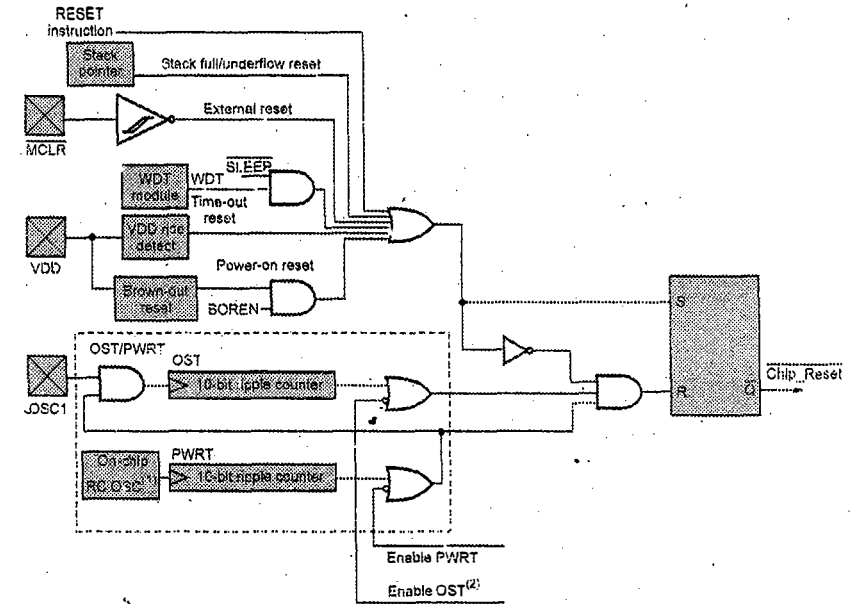 RESET
instruction
Stack
pointer
Stack full/underflow reset
External reset
MCLR
SLEEP
WDT
module
WDT
Time-out
reset
VDD
VDD rise
detect
Power-on reset
Brown-out
reset
BOREN
S
OST/PWRT
OST
10-bit ripple counter
OSC1
R
Q
Chip_Reset
PWRT
On-chip
RC OSC(1)
10-bit ripple counter
Enable PWRT
Enable OST(2)